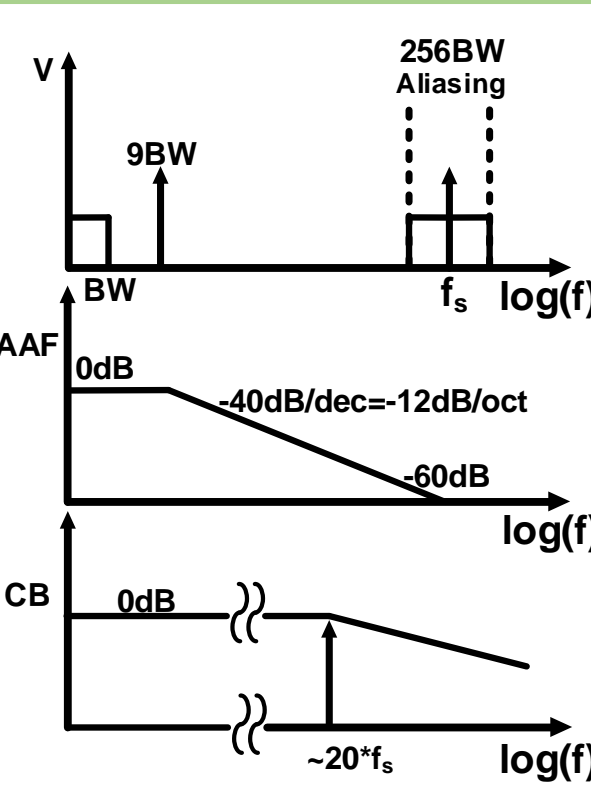 256BW
Aliasing
V
9BW
BW
fₛ
log(f)
AAF
0dB
-40dB/dec=-12dB/oct
-60dB
log(f)
CB
0dB
~20*fₛ
log(f)